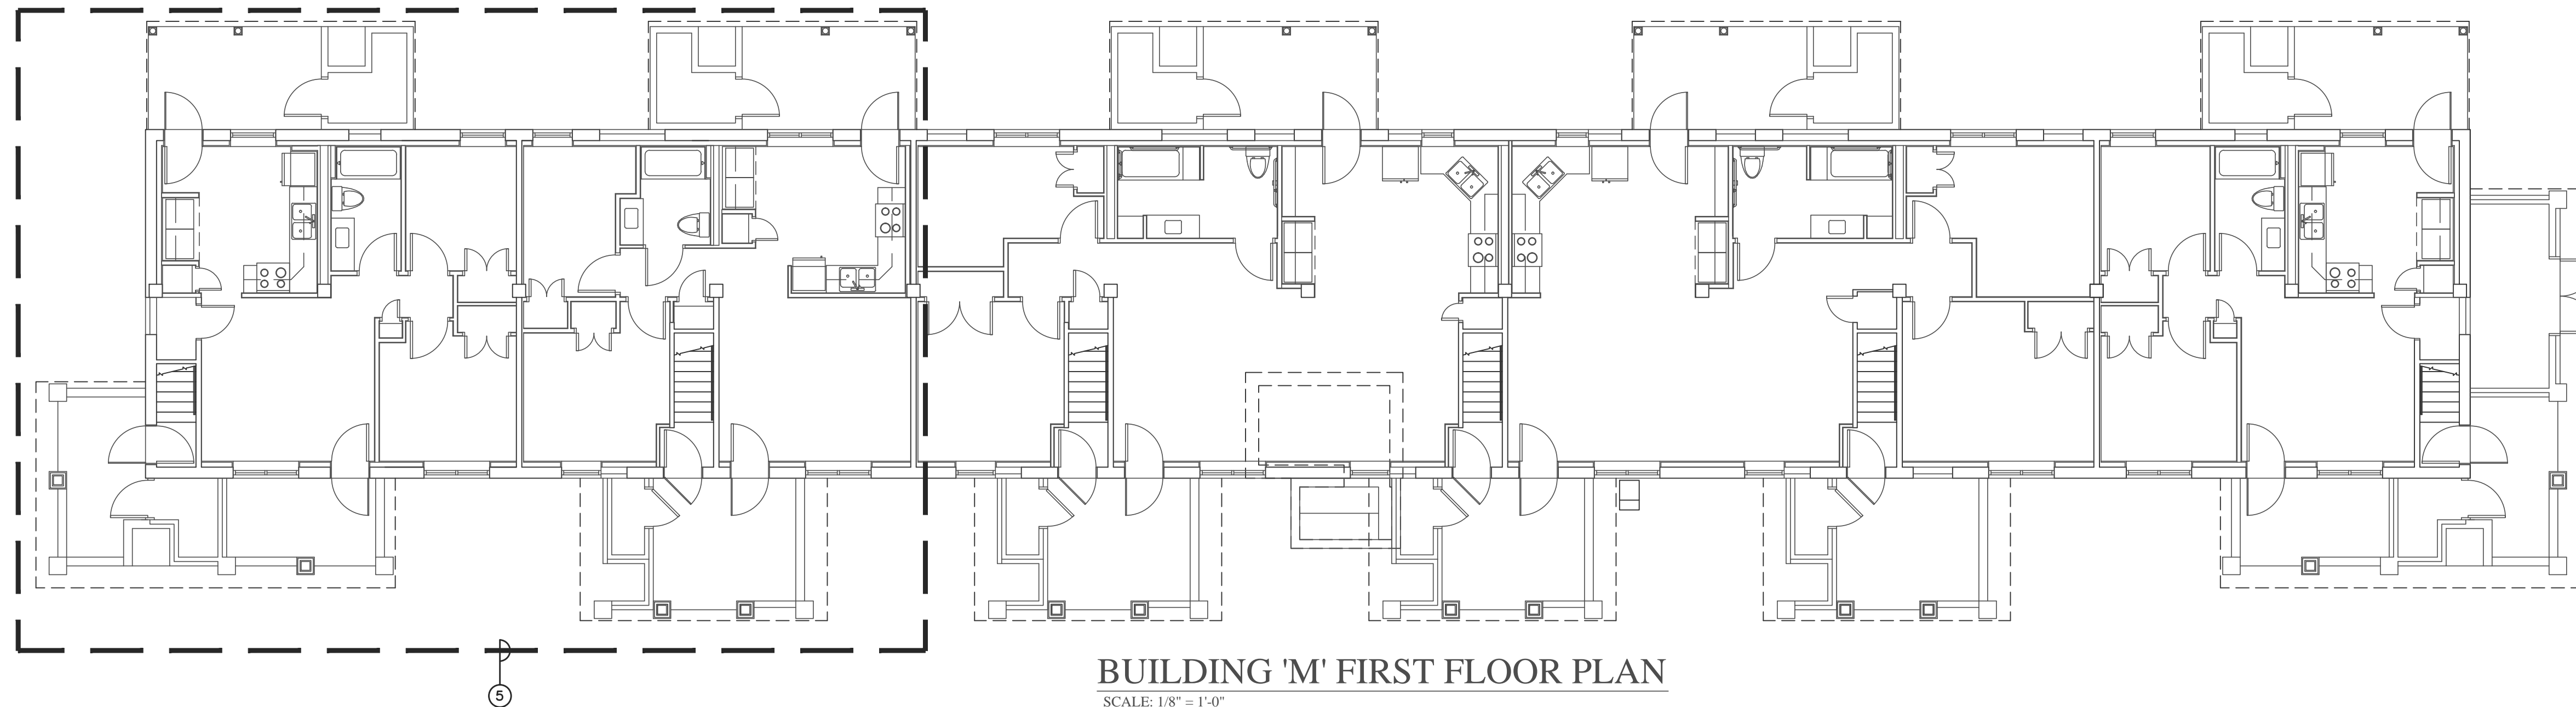 BUILDING 'M' FIRST FLOOR PLAN
SCALE: 1/8" = 1'-0"
5